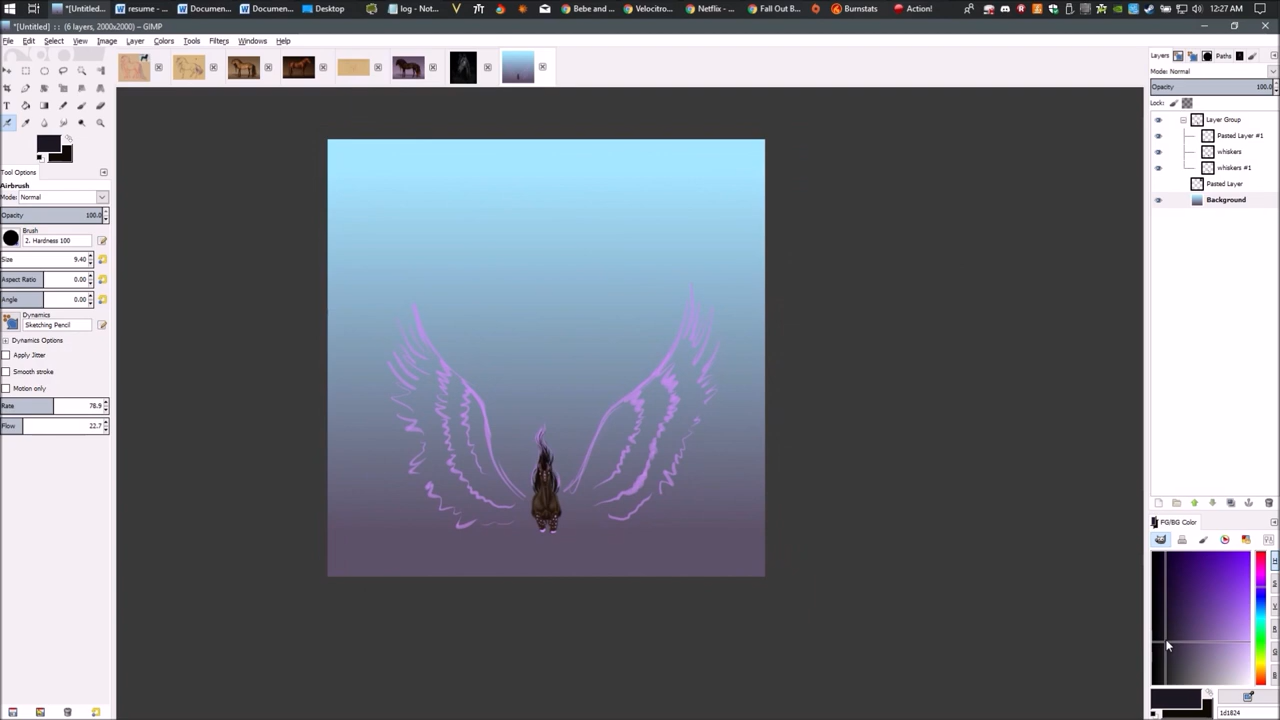 *[Untitled...
resume - ...
Documen...
Documen...
Desktop
log - Not...
Bebe and ...
Velocitro...
Netflix - ...
Fall Out B...
Burnstats
Action!
12:27 AM
*[Untitled] :: (6 layers, 2000x2000) – GIMP
File Edit Select View Image Layer Colors Tools Filters Windows Help
Tool Options
Airbrush
Mode: Normal
Opacity 100.0
Brush
2. Hardness 100
Size 9.40
Aspect Ratio 0.00
Angle 0.00
Dynamics
Sketching Pencil
Dynamics Options
Apply Jitter
Smooth stroke
Motion only
Rate 78.9
Flow 22.7
Layers Paths
Mode: Normal
Opacity 100.0
Lock:
Layer Group
Pasted Layer #1
whiskers
whiskers #1
Pasted Layer
Background
FG/BG Color
1d1824